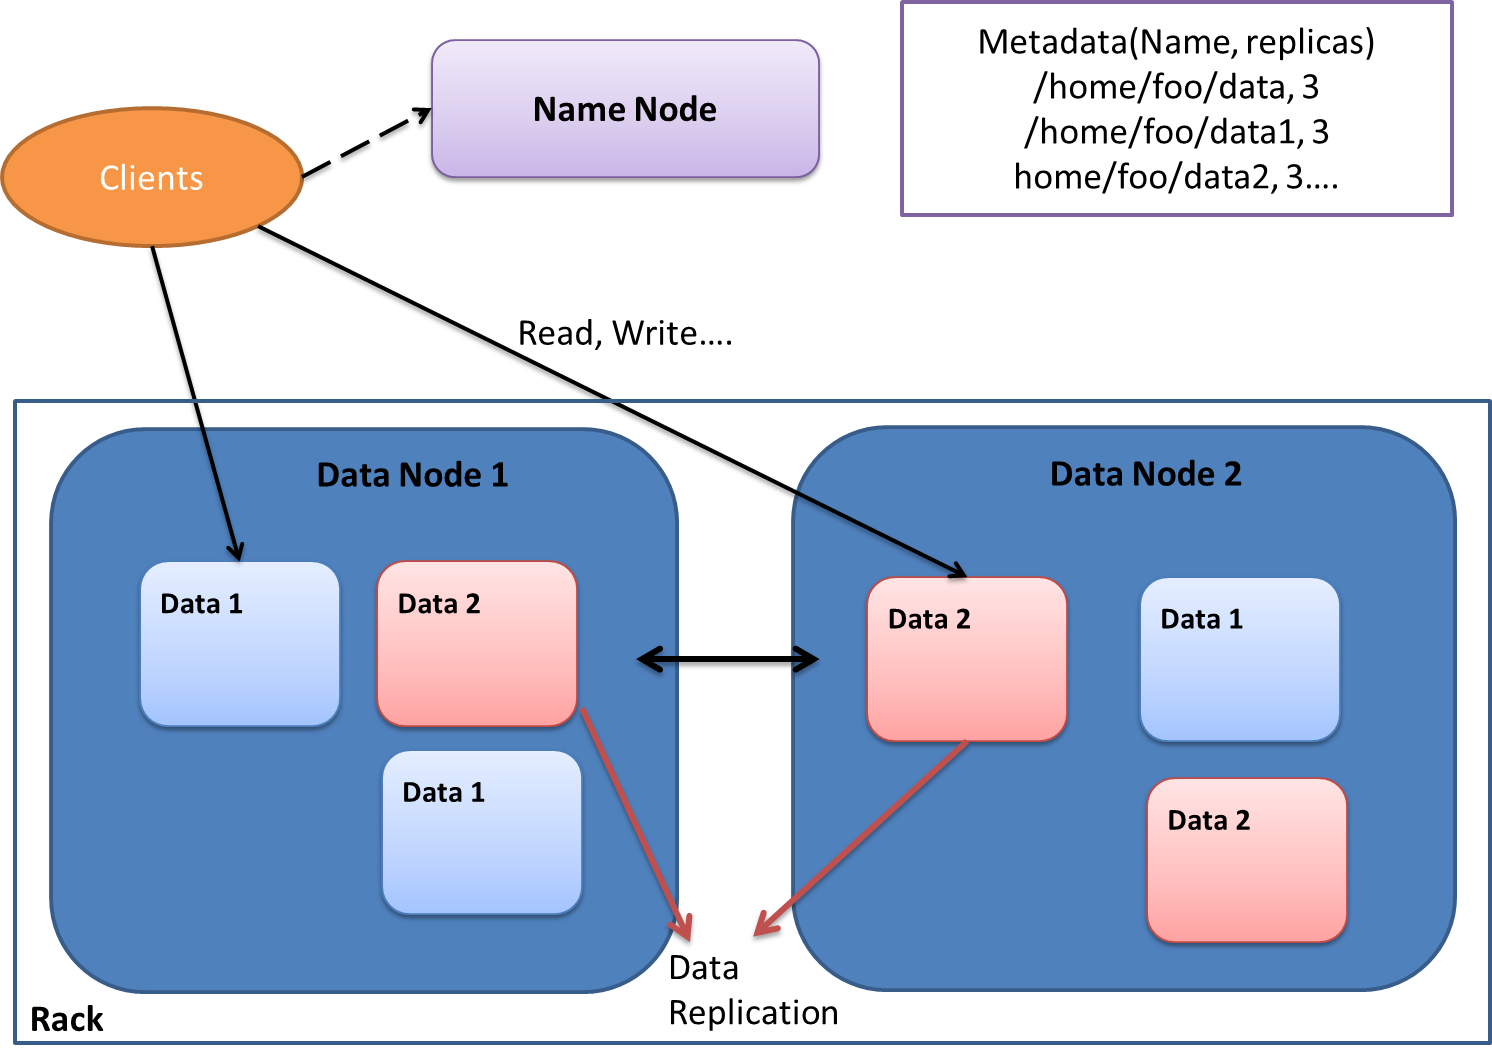 Metadata(Name, replicas)
/home/foo/data, 3
/home/foo/data1, 3
home/foo/data2, 3....
Name Node
Clients
Read, Write....
Data Node 1
Data Node 2
Data 1
Data 2
Data 2
Data 1
Data 1
Data 2
Data
Replication
Rack